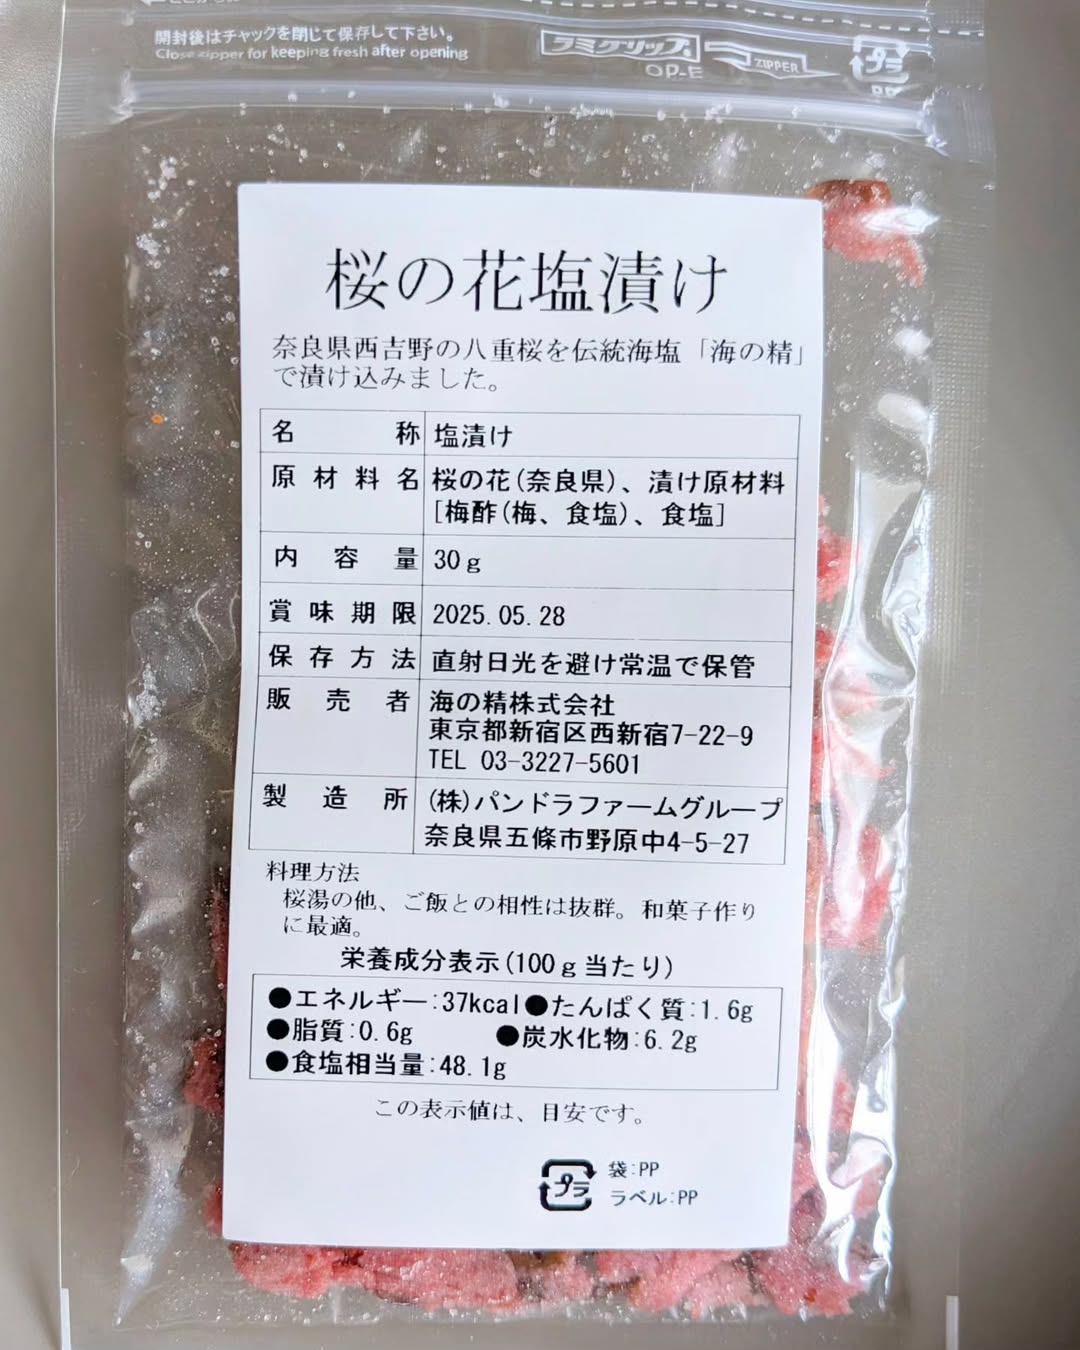 開封後はチャックを閉じて保存して下さい。
Close zipper for keeping fresh after opening
ラミグリップ
ZIPPER
OP-E
プラ
PP
桜の花塩漬け
奈良県西吉野の八重桜を伝統海塩「海の精」
で漬け込みました。
名称 塩漬け
原材料名 桜の花(奈良県)、漬け原材料
[梅酢(梅、食塩)、食塩]
内容量 30g
賞味期限 2025.05.28
保存方法 直射日光を避け常温で保管
販売者 海の精株式会社
東京都新宿区西新宿7-22-9
TEL 03-3227-5601
製造所 (株)パンドラファームグループ
奈良県五條市野原中4-5-27
料理方法
桜湯の他、ご飯との相性は抜群。和菓子作り
に最適。
栄養成分表示(100g当たり)
●エネルギー:37kcal●たんぱく質:1.6g
●脂質:0.6g ●炭水化物:6.2g
●食塩相当量:48.1g
この表示値は、目安です。
プラ 袋:PP
ラベル:PP